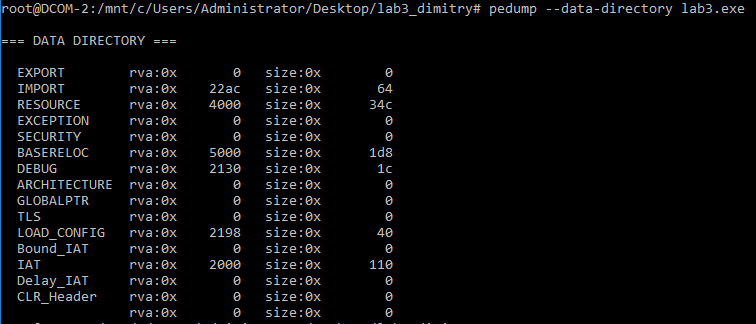 root@DCOM-2:/mnt/c/Users/Administrator/Desktop/lab3_dimitry# pedump --data-directory lab3.exe
=== DATA DIRECTORY ===
EXPORT rva:0x 0 size:0x 0
IMPORT rva:0x 22ac size:0x 64
RESOURCE rva:0x 4000 size:0x 34c
EXCEPTION rva:0x 0 size:0x 0
SECURITY rva:0x 0 size:0x 0
BASERELOC rva:0x 5000 size:0x 1d8
DEBUG rva:0x 2130 size:0x 1c
ARCHITECTURE rva:0x 0 size:0x 0
GLOBALPTR rva:0x 0 size:0x 0
TLS rva:0x 0 size:0x 0
LOAD_CONFIG rva:0x 2198 size:0x 40
Bound_IAT rva:0x 0 size:0x 0
IAT rva:0x 2000 size:0x 110
Delay_IAT rva:0x 0 size:0x 0
CLR_Header rva:0x 0 size:0x 0
rva:0x 0 size:0x 0